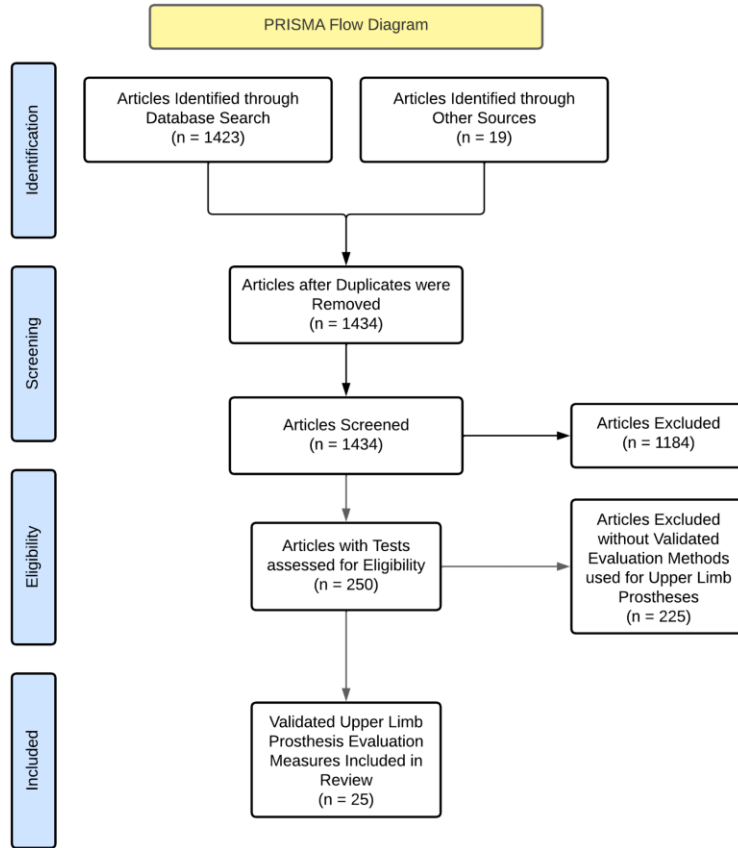 PRISMA Flow Diagram
Identification
Articles Identified through
Database Search
(n = 1423)
Articles Identified through
Other Sources
(n = 19)
Screening
Articles after Duplicates were
Removed
(n = 1434)
Articles Screened
(n = 1434)
Articles Excluded
(n = 1184)
Eligibility
Articles with Tests
assessed for Eligibility
(n = 250)
Articles Excluded
without Validated
Evaluation Methods
used for Upper Limb
Prostheses
(n = 225)
Included
Validated Upper Limb
Prosthesis Evaluation
Measures Included in
Review
(n = 25)